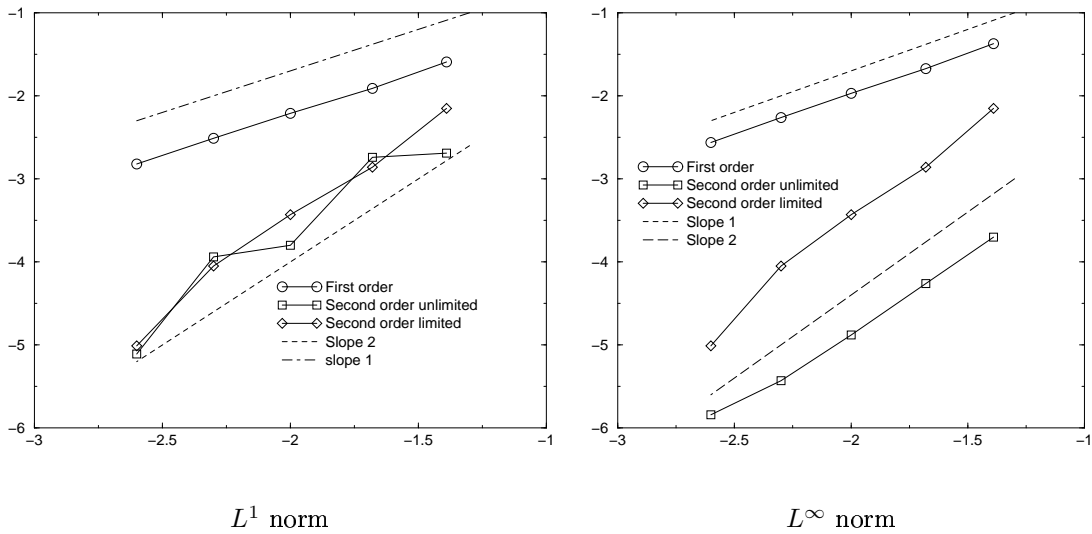 −1
−2
−3
−4
−5
−6
−3
−2.5
−2
−1.5
−1
First order
Second order unlimited
Second order limited
Slope 2
slope 1
L¹ norm
−1
−2
−3
−4
−5
−6
−3
−2.5
−2
−1.5
−1
First order
Second order unlimited
Second order limited
Slope 1
Slope 2
L∞ norm